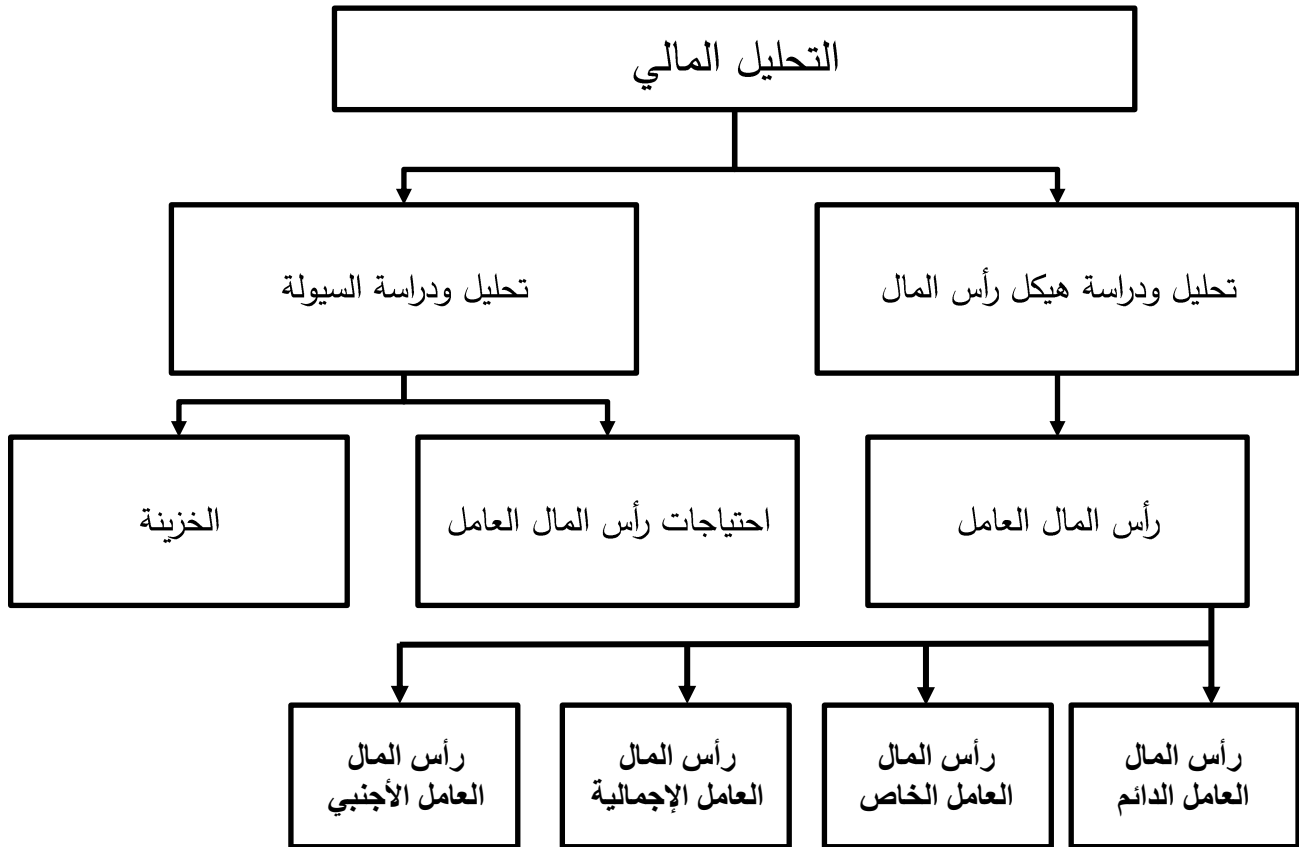 التحليل المالي
تحليل ودراسة هيكل رأس المال
تحليل ودراسة السيولة
رأس المال العامل
احتياجات رأس المال العامل
الخزينة
رأس المال
العامل الدائم
رأس المال
العامل الخاص
رأس المال
العامل الإجمالية
رأس المال
العامل الأجنبي